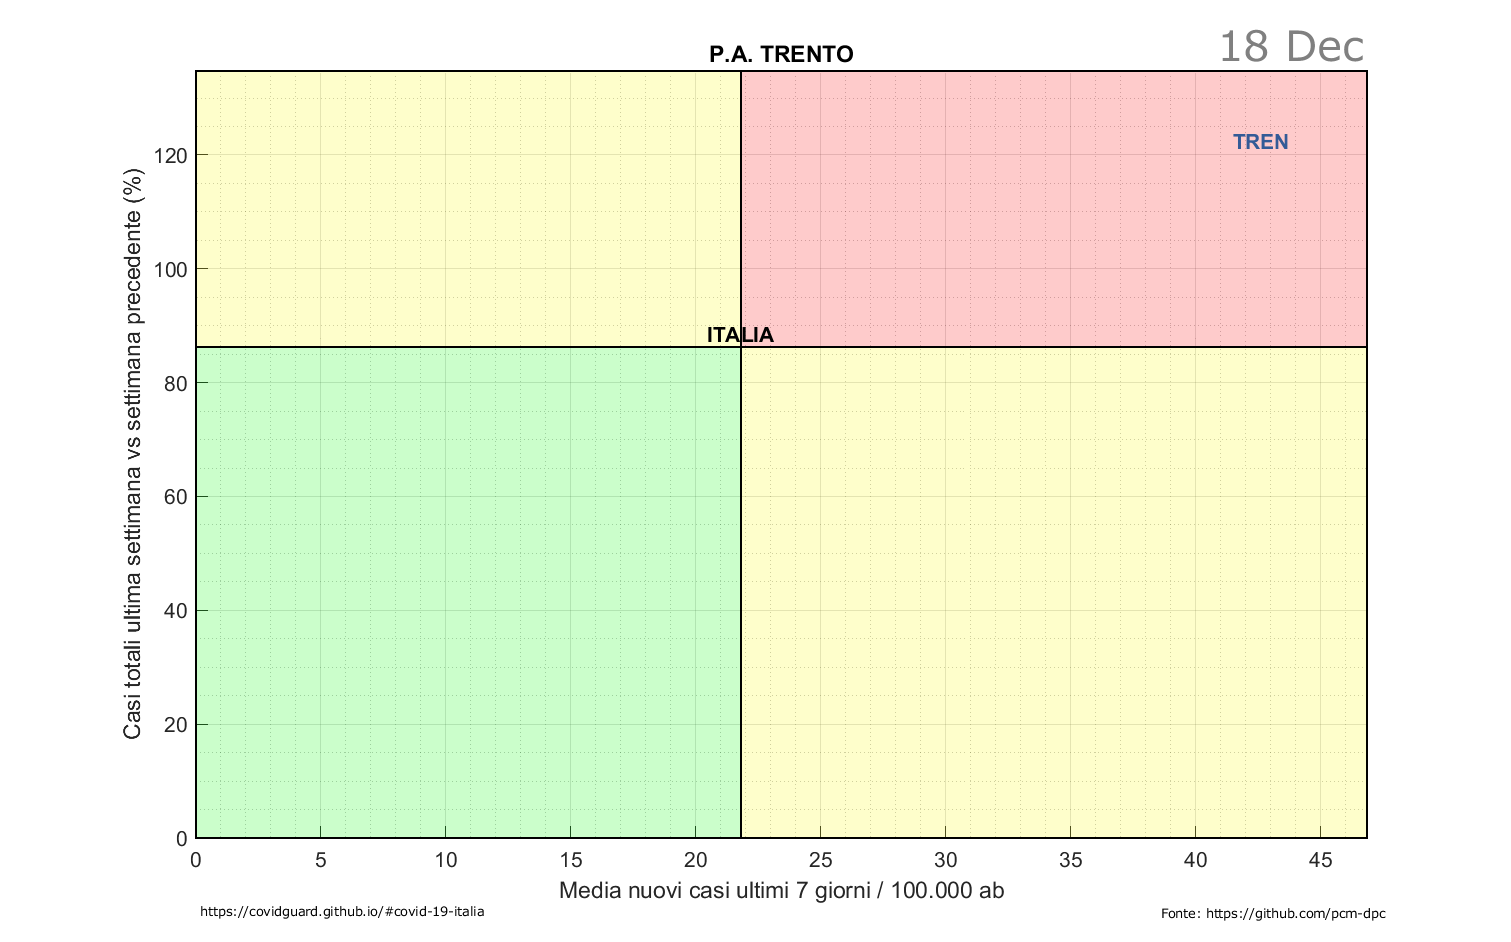 18 Dec
P.A. TRENTO
Casi totali ultima settimana vs settimana precedente (%)
120
100
80
60
40
20
0
TREN
ITALIA
0 5 10 15 20 25 30 35 40 45
Media nuovi casi ultimi 7 giorni / 100.000 ab
https://covidguard.github.io/#covid-19-italia
Fonte: https://github.com/pcm-dpc